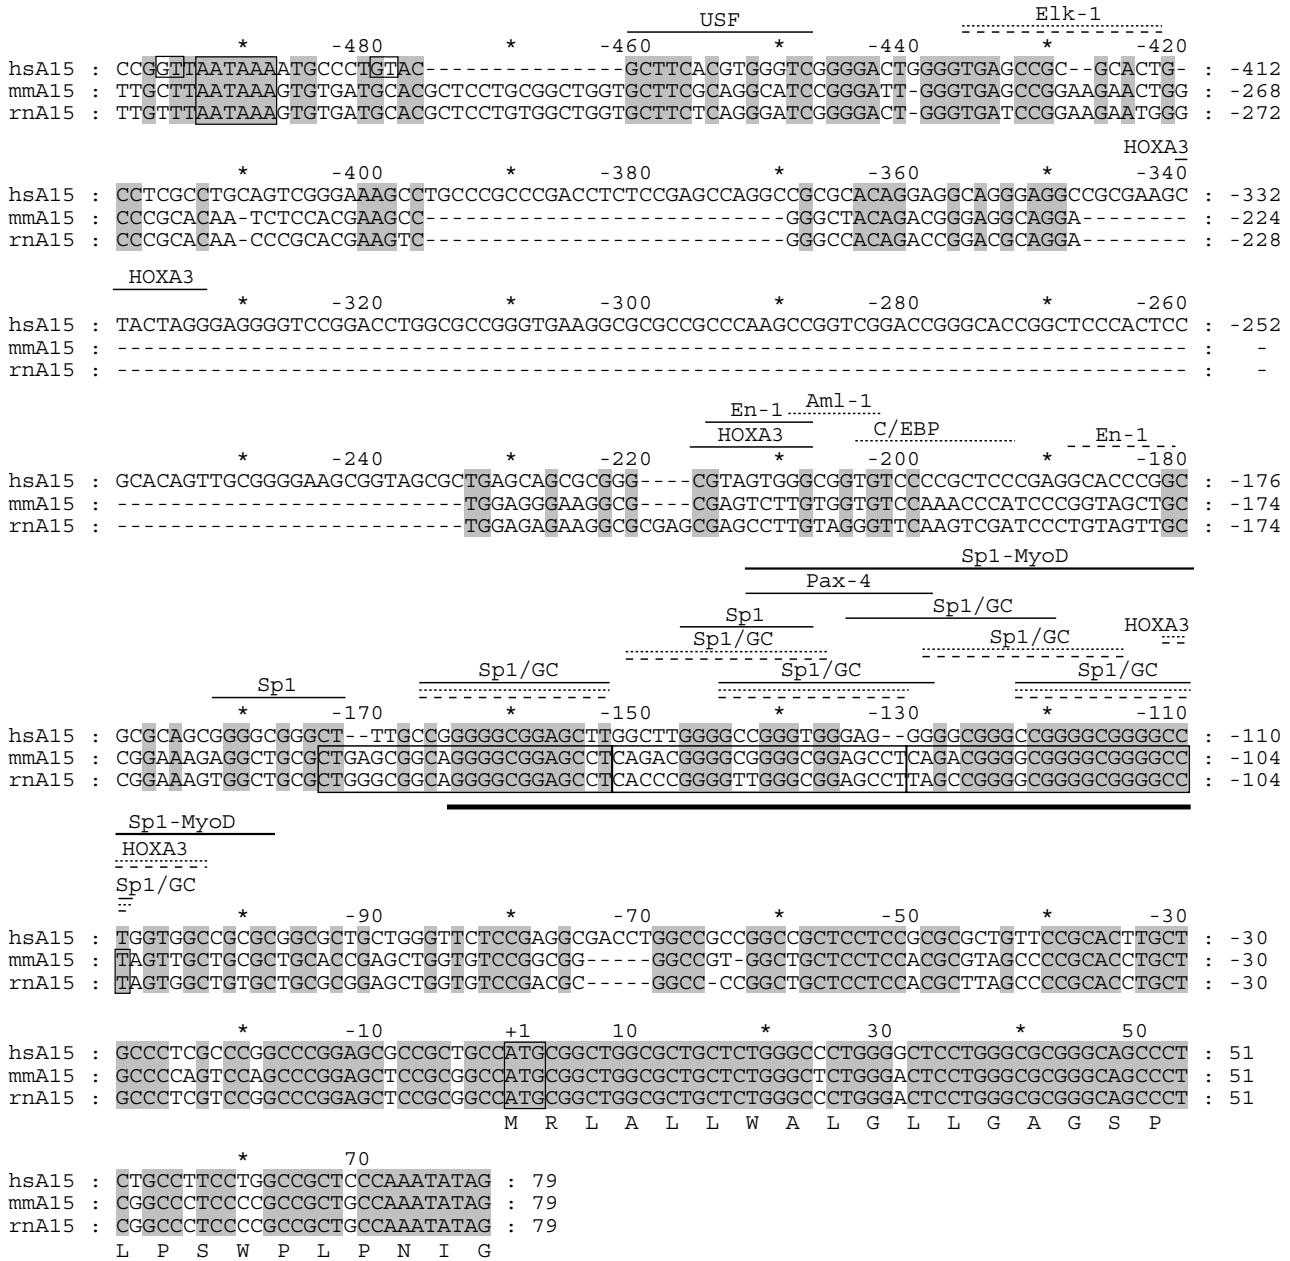 USF Elk-1
* -480 * -460 * -440 * -420
hsA15 : CCGGTTAATAAAATGCCCTGTAC---------------GCTTCACGTGGGTCGGGGACTGGGGTGAGCCGC--GCACTG- : -412
mmA15 : TTGCTTAATAAAGTGTGATGCACGCTCCTGCGGCTGGTGCTTCGCAGGCATCCGGGATT-GGGTGAGCCGGAAGAACTGG : -268
rnA15 : TTGTTTAATAAAGTGTGATGCACGCTCCTGTGGCTGGTGCTTCTCAGGGATCGGGGACT-GGGTGATCCGGAAGAATGGG : -272
HOXA3
* -400 * -380 * -360 * -340
hsA15 : CCTCGCCTGCAGTCGGGAAAGCCTGCCCGCCCGACCTCTCCGAGCCAGGCCGCGCACAGGAGGCAGGGAGGCCGCGAAGC : -332
mmA15 : CCCGCACAA-TCTCCACGAAGCC---------------------------GGGCTACAGACGGGAGGCAGGA-------- : -224
rnA15 : CCCGCACAA-CCCGCACGAAGTC---------------------------GGGCCACAGACCGGACGCAGGA-------- : -228
HOXA3
* -320 * -300 * -280 * -260
hsA15 : TACTAGGGAGGGGTCCGGACCTGGCGCCGGGTGAAGGCGCGCCGCCCAAGCCGGTCGGACCGGGCACCGGCTCCCACTCC : -252
mmA15 : -------------------------------------------------------------------------------- : -
rnA15 : -------------------------------------------------------------------------------- : -
En-1 Aml-1
HOXA3 C/EBP En-1
* -240 * -220 * -200 * -180
hsA15 : GCACAGTTGCGGGGAAGCGGTAGCGCTGAGCAGCGCGGG----CGTAGTGGGCGGTGTCCCCGCTCCCGAGGCACCCGGC : -176
mmA15 : --------------------------TGGAGGGAAGGCG----CGAGTCTTGTGGTGTCCAAACCCATCCCGGTAGCTGC : -174
rnA15 : --------------------------TGGAGAGAAGGCGCGAGCGAGCCTTGTAGGGTTCAAGTCGATCCCTGTAGTTGC : -174
Sp1-MyoD
Pax-4
Sp1 Sp1/GC
Sp1/GC Sp1/GC HOXA3
Sp1 Sp1/GC Sp1/GC Sp1/GC
* -170 * -150 * -130 * -110
hsA15 : GCGCAGCGGGGCGGGCT--TTGCCGGGGGCGGAGCTTGGCTTGGGGCCGGGTGGGAG--GGGGCGGGCCGGGGCGGGGCC : -110
mmA15 : CGGAAAGAGGCTGCGCTGAGCGGCAGGGGCGGAGCCTCAGACGGGGCGGGGCGGAGCCTCAGACGGGGCGGGGCGGGGCC : -104
rnA15 : CGGAAAGTGGCTGCGCTGGGCGGCAGGGGCGGAGCCTCACCCGGGGTTGGGGCGGAGCCTTAGCCGGGGCGGGGCGGGGCC : -104
Sp1-MyoD
HOXA3
Sp1/GC
* -90 * -70 * -50 * -30
hsA15 : TGGTGGCCGCGCGGCGCTGCTGGGTTCTCCGAGGCGACCTGGCCGCCGGCCGCTCCTCCGCGCGCTGTTCCGCACTTGCT : -30
mmA15 : TAGTTGCTGCGCTGCACCGAGCTGGTGTCCGGCGG-----GGCCGT-GGCTGCTCCTCCACGCGTAGCCCCGCACCTGCT : -30
rnA15 : TAGTGGCTGTGCTGCGCGGAGCTGGTGTCCGACGC-----GGCC-CCGGCTGCTCCTCCACGCTTAGCCCCGCACCTGCT : -30
* -10 +1 10 * 30 * 50
hsA15 : GCCCTCGCCCGGCCCGGAGCGCCGCTGCCATGCGGCTGGCGCTGCTCTGGGCCCTGGGGCTCCTGGGCGCGGGCAGCCCT : 51
mmA15 : GCCCCAGTCCAGCCCGGAGCTCCGCGGCCATGCGGCTGGCGCTGCTCTGGGCTCTGGGACTCCTGGGCGCGGGCAGCCCT : 51
rnA15 : GCCCTCGTCCGGCCCGGAGCTCCGCGGCCATGCGGCTGGCGCTGCTCTGGGCCCTGGGACTCCTGGGCGCGGGCAGCCCT : 51
M R L A L L W A L G L L G A G S P
* 70
hsA15 : CTGCCTTCCTGGCCGCTCCCAAATATAG : 79
mmA15 : CGGCCCTCCCCGCCGCTGCCAAATATAG : 79
rnA15 : CGGCCCTCCCCGCCGCTGCCAAATATAG : 79
L P S W P L P N I G